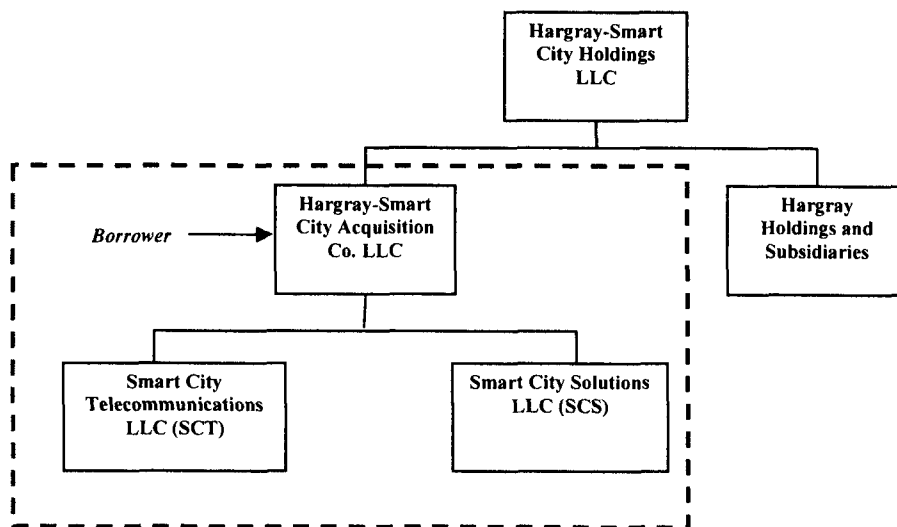 Hargray-Smart
City Holdings
LLC
Hargray-Smart
City Acquisition
Co. LLC
Borrower
Hargray
Holdings and
Subsidiaries
Smart City
Telecommunications
LLC (SCT)
Smart City Solutions
LLC (SCS)